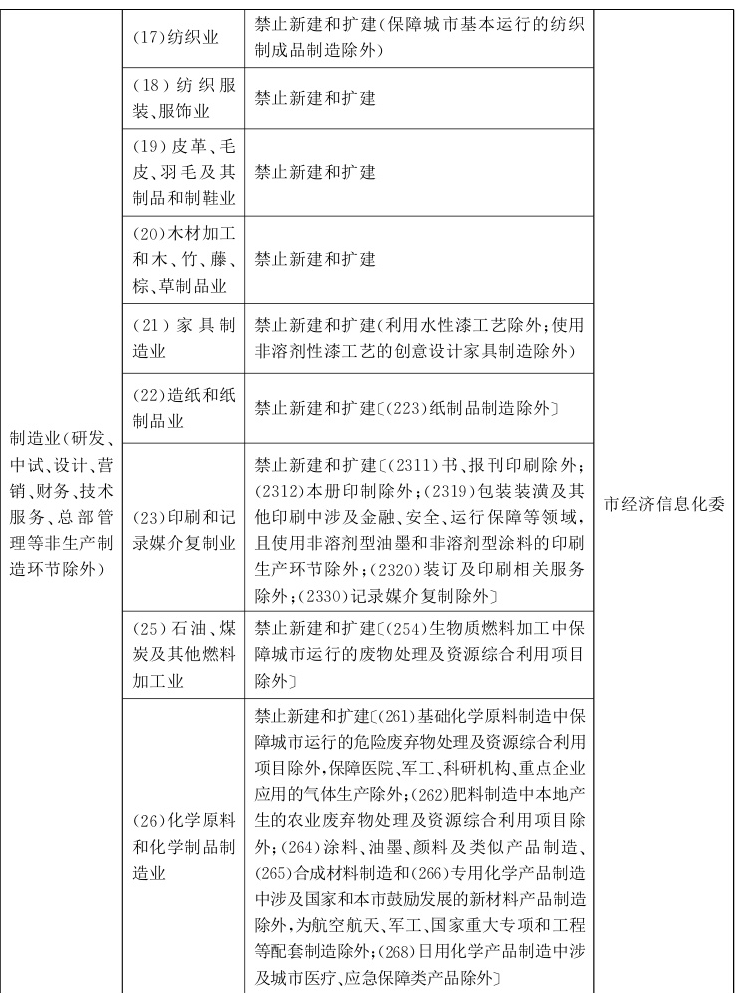 制造业(研发、
中试、设计、营
销、财务、技术
服务、总部管
理等非生产制
造环节除外)
(17)纺织业
禁止新建和扩建(保障城市基本运行的纺织
制成品制造除外)
(18)纺织服
装、服饰业
禁止新建和扩建
(19)皮革、毛
皮、羽毛及其
制品和制鞋业
禁止新建和扩建
(20)木材加工
和木、竹、藤、
棕、草制品业
禁止新建和扩建
(21)家具制
造业
禁止新建和扩建(利用水性漆工艺除外;使用
非溶剂性漆工艺的创意设计家具制造除外)
(22)造纸和纸
制品业
禁止新建和扩建〔(223)纸制品制造除外〕
(23)印刷和记
录媒介复制业
禁止新建和扩建〔(2311)书、报刊印刷除外;
(2312)本册印制除外;(2319)包装装潢及其
他印刷中涉及金融、安全、运行保障等领域,
且使用非溶剂型油墨和非溶剂型涂料的印刷
生产环节除外;(2320)装订及印刷相关服务
除外;(2330)记录媒介复制除外〕
(25)石油、煤
炭及其他燃料
加工业
禁止新建和扩建〔(254)生物质燃料加工中保
障城市运行的废物处理及资源综合利用项目
除外〕
(26)化学原料
和化学制品制
造业
禁止新建和扩建〔(261)基础化学原料制造中保
障城市运行的危险废弃物处理及资源综合利用
项目除外,保障医院、军工、科研机构、重点企业
应用的气体生产除外;(262)肥料制造中本地产
生的农业废弃物处理及资源综合利用项目除
外;(264)涂料、油墨、颜料及类似产品制造、
(265)合成材料制造和(266)专用化学产品制造
中涉及国家和本市鼓励发展的新材料产品制造
除外,为航空航天、军工、国家重大专项和工程
等配套制造除外;(268)日用化学产品制造中涉
及城市医疗、应急保障类产品除外〕
市经济信息化委